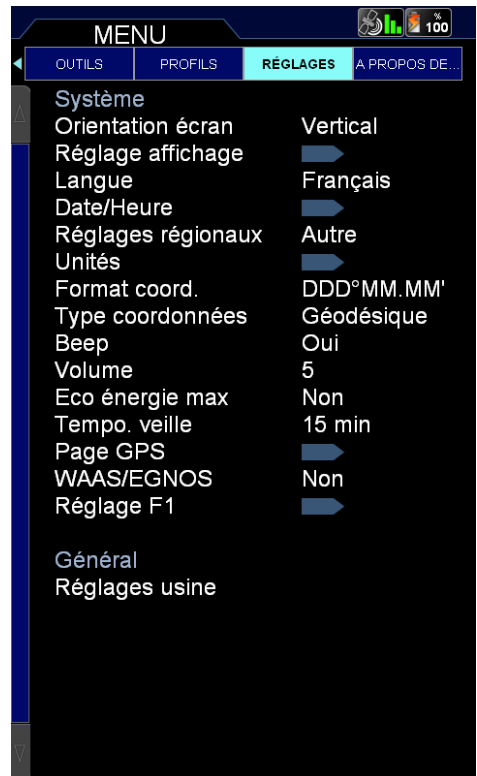 MENU
%
100
OUTILS PROFILS RÉGLAGES A PROPOS DE...
Système
Orientation écran Vertical
Réglage affichage
Langue Français
Date/Heure
Réglages régionaux Autre
Unités
Format coord. DDD°MM.MM'
Type coordonnées Géodésique
Beep Oui
Volume 5
Eco énergie max Non
Tempo. veille 15 min
Page GPS
WAAS/EGNOS Non
Réglage F1
Général
Réglages usine